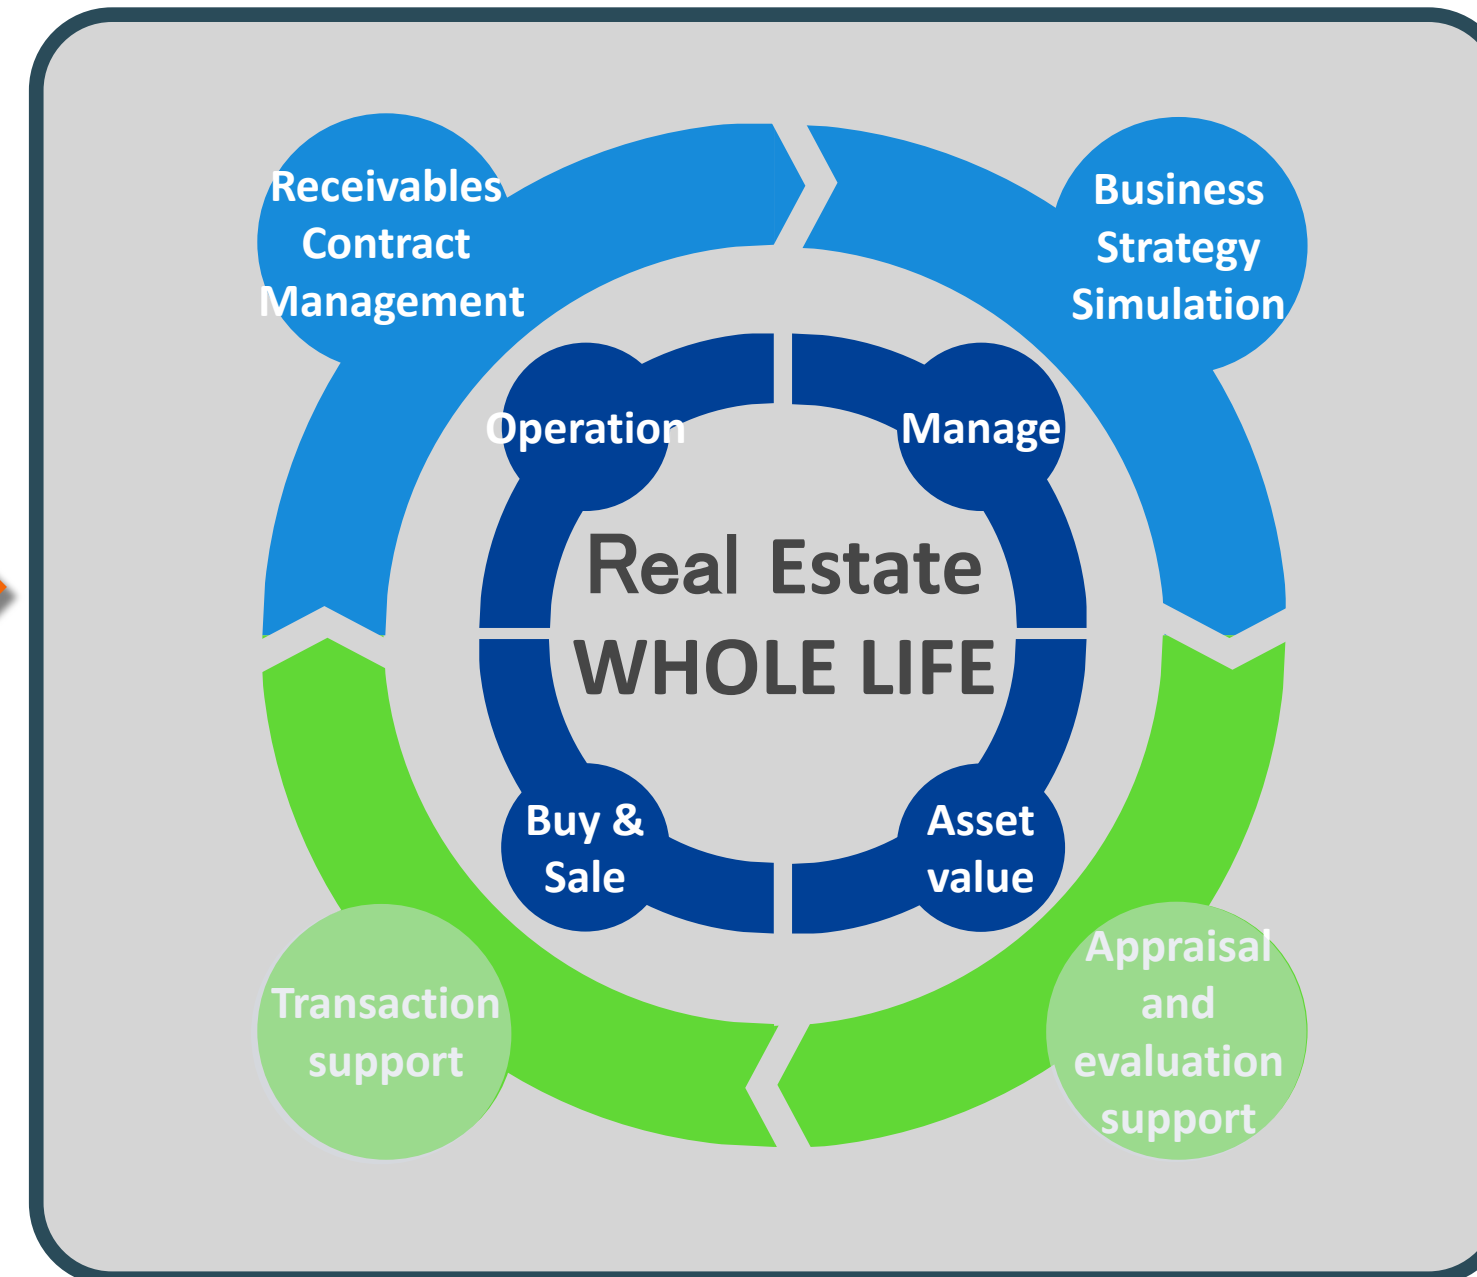 Receivables
Contract
Management
Business
Strategy
Simulation
Operation
Manage
Real Estate
WHOLE LIFE
Buy &
Sale
Asset
value
Transaction
support
Appraisal
and
evaluation
support